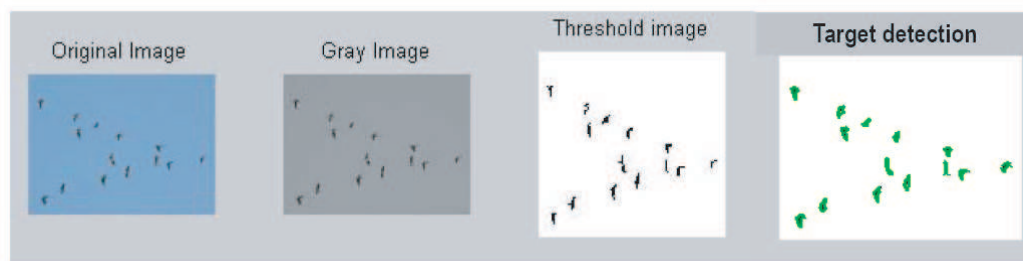 Original Image
Gray Image
Threshold image
Target detection